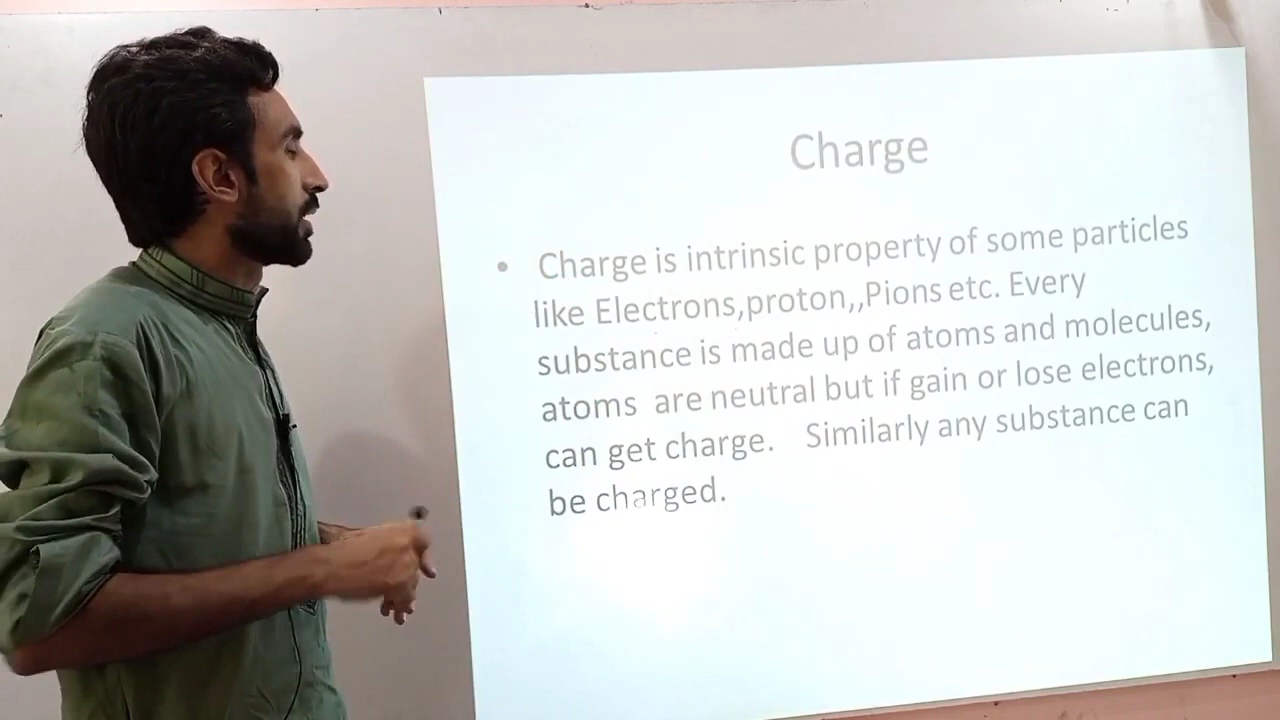 Charge
• Charge is intrinsic property of some particles
like Electrons,proton,,Pions etc. Every
substance is made up of atoms and molecules,
atoms are neutral but if gain or lose electrons,
can get charge. Similarly any substance can
be charged.